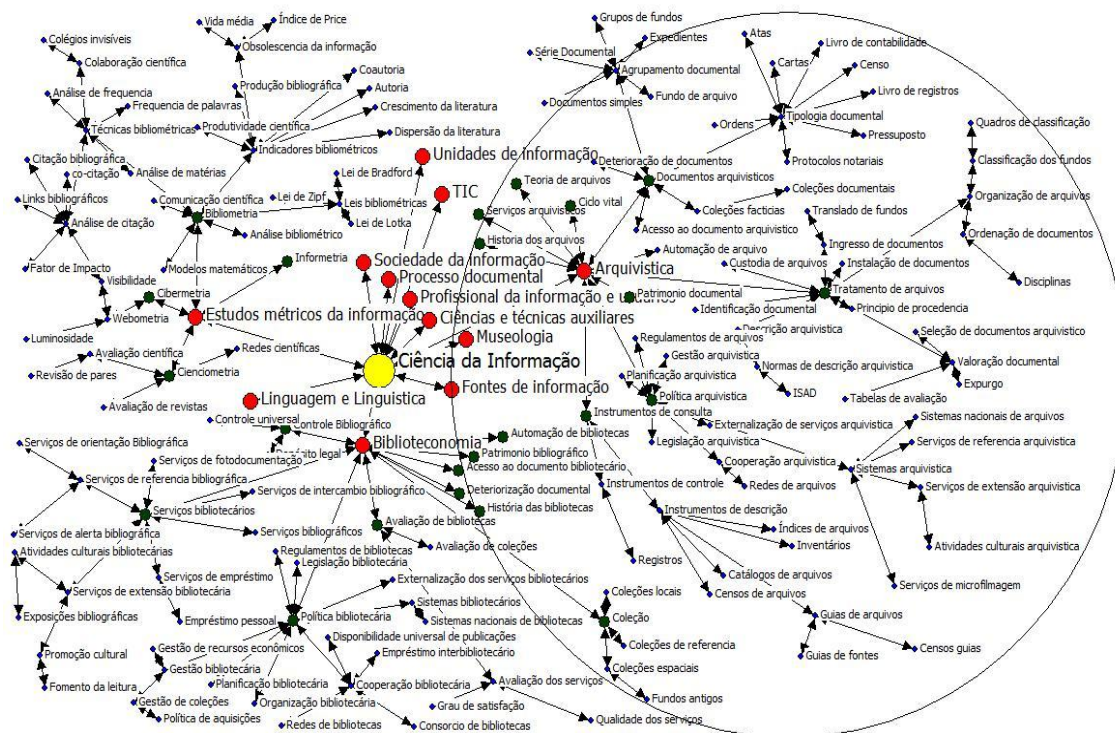 Vida média
Índice de Price
Colégios invisíveis
Obsolescencia da informação
Colaboração científica
Coautoria
Produção bibliográfica
Autoria
Análise de frequencia
Frequencia de palavras
Crescimento da literatura
Produtividade científica
Técnicas bibliométricas
Dispersão da literatura
Indicadores bibliométricos
Citação bibliográfica
co-citação
Análise de matérias
Lei de Bradford
Links bibliográficos
Comunicação científica
Lei de Zipf
Leis bibliométricas
Bibliometria
Análise de citação
Análise bibliométrico
Lei de Lotka
Informetria
Fator de Impacto
Modelos matemáticos
Visibilidade
Cibermetria
Webometria
Estudos métricos da informação
Luminosidade
Avaliação científica
Redes científicas
Revisão de pares
Cienciometria
Avaliação de revistas
Unidades de informação
TIC
Sociedade da informação
Processo documental
Profissional da informação e
Ciências e técnicas auxiliares
Museologia
Ciência da Informação
Fontes de informação
Linguagem e Linguistica
Grupos de fundos
Expedientes
Série Documental
Agrupamento documental
Documentos simples
Fundo de arquivo
Atas
Livro de contabilidade
Cartas
Censo
Livro de registros
Ordens
Tipologia documental
Pressuposto
Protocolos notariais
Quadros de classificação
Classificação dos fundos
Organização de arquivos
Ordenação de documentos
Disciplinas
Deterioração de documentos
Documentos arquivisticos
Teoria de arquivos
Ciclo vital
Serviços arquivisticos
Historia dos arquivos
Coleções documentais
Coleções facticias
Acesso ao documento arquivistico
Translado de fundos
Ingresso de documentos
Automação de arquivo
Custodia de arquivos
Instalação de documentos
Arquivistica
Patrimonio documental
Tratamento de arquivos
Identificação documental
Principio de procedencia
Descrição arquivistica
Seleção de documentos arquivistico
Regulamentos de arquivos
Gestão arquivistica
Normas de descrição arquivistica
Valoração documental
Planificação arquivistica
Expurgo
Politica arquivistica
ISAD
Tabelas de avaliação
Instrumentos de consulta
Externalização de serviços arquivistica
Sistemas nacionais de arquivos
Legislação arquivistica
Serviços de referencia arquivistica
Cooperação arquivistica
Sistemas arquivistica
Instrumentos de controle
Redes de arquivos
Serviços de extensão arquivistica
Instrumentos de descrição
Índices de arquivos
Inventários
Atividades culturais arquivistica
Registros
Catálogos de arquivos
Censos de arquivos
Serviços de microfilmagem
Guias de arquivos
Censos guias
Guias de fontes
Controle universal
Controle Bibliográfico
legal
Biblioteconomia
Automação de bibliotecas
Patrimonio bibliográfico
Acesso ao documento bibliotecário
Deteriorização documental
História das bibliotecas
Serviços de orientação Bibliográfica
Serviços de fotodocumentação
Serviços de referencia bibliográfica
Serviços de intercambio bibliográfico
Serviços bibliotecários
Avaliação de bibliotecas
Serviços de alerta bibliográfica
Serviços bibliográficos
Avaliação de coleções
Atividades culturais bibliotecárias
Regulamentos de bibliotecas
Legislação bibliotecária
Serviços de empréstimo
Serviços de extensão bibliotecária
Externalização dos serviços bibliotecários
Exposições bibliográficas
Empréstimo pessoal
Sistemas bibliotecários
Política bibliotecária
Sistemas nacionais de bibliotecas
Disponibilidade universal de publicações
Gestão de recursos econômicos
Empréstimo interbibliotecário
Promoção cultural
Gestão bibliotecária
Planificação bibliotecária
Cooperação bibliotecária
Fomento da leitura
Gestão de coleções
Organização bibliotecária
Política de aquisições
Redes de bibliotecas
Consorcio de bibliotecas
Coleções locais
Coleção
Coleções de referencia
Coleções espaciais
Fundos antigos
Avaliação dos serviços
Grau de satisfação
Qualidade dos serviços